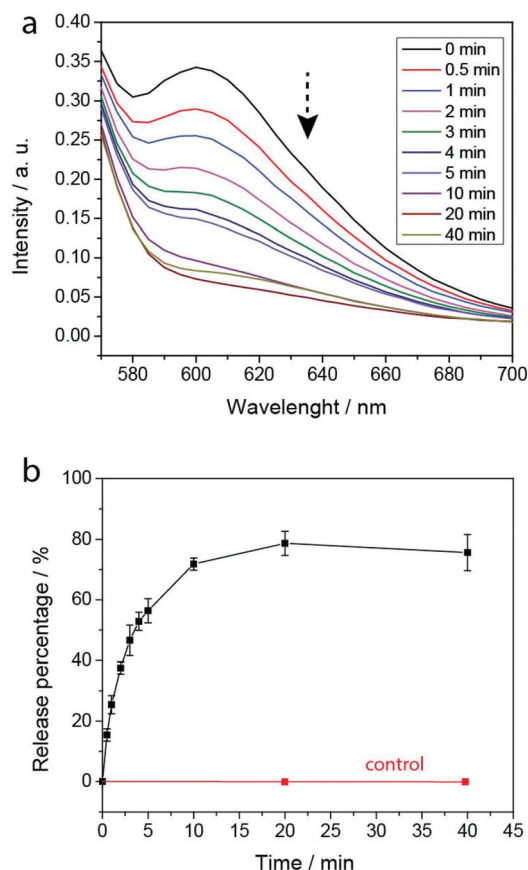 a
0.40
0.35
0.30
0.25
0.20
0.15
0.10
0.05
0.00
Intensity / a. u.
0 min
0.5 min
1 min
2 min
3 min
4 min
5 min
10 min
20 min
40 min
580 600 620 640 660 680 700
Wavelenght / nm
b
100
80
60
40
20
0
Release percentage / %
control
0 5 10 15 20 25 30 35 40 45
Time / min